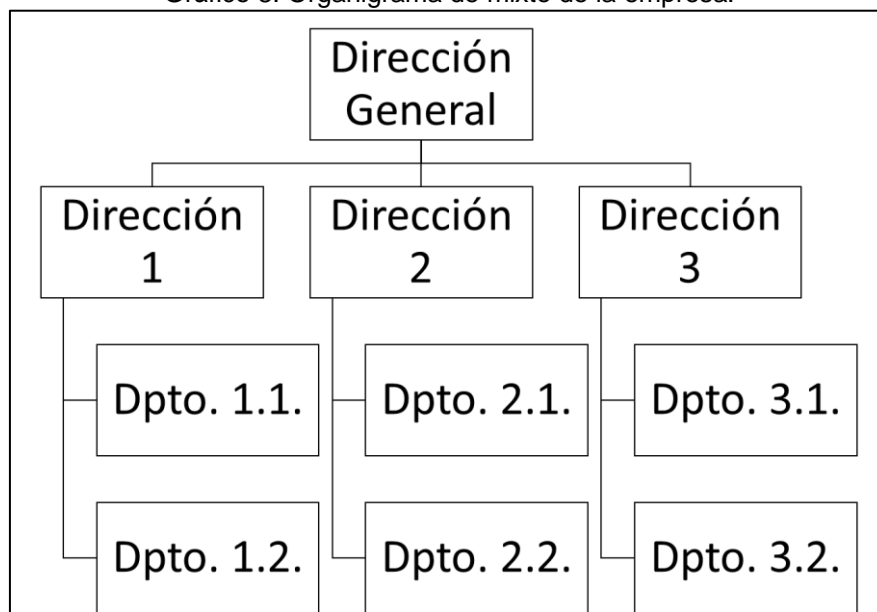 Gráfico Organigrama de mixto de la empresa.
Dirección
General
Dirección
1
Dirección
2
Dirección
3
Dpto. 1.1.
Dpto. 2.1.
Dpto. 3.1.
Dpto. 1.2.
Dpto. 2.2.
Dpto. 3.2.